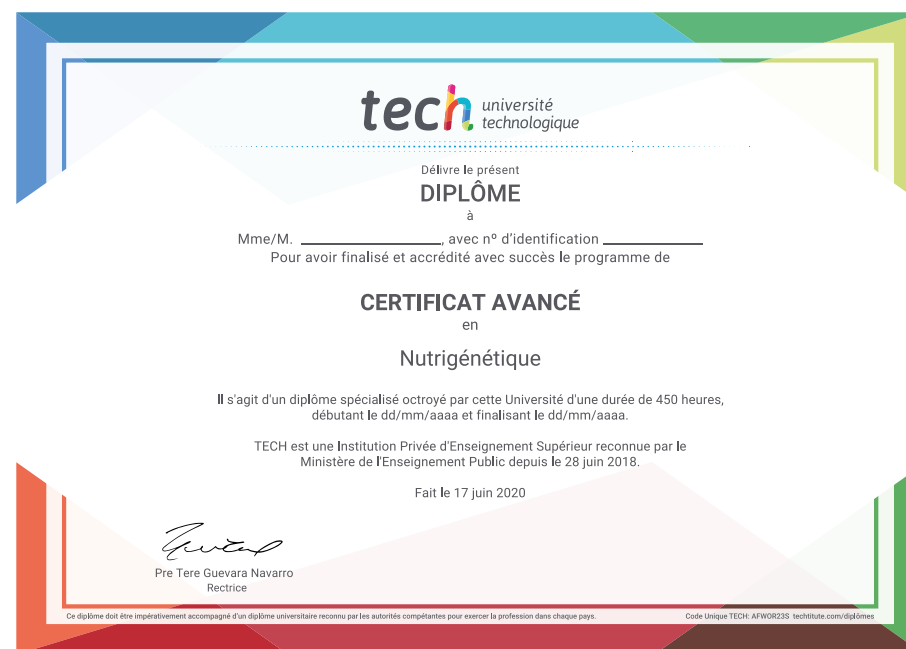 tech université
technologique
Délivre le présent
DIPLÔME
à
Mme/M. ____________________, avec nº d'identification ______________
Pour avoir finalisé et accrédité avec succès le programme de
CERTIFICAT AVANCÉ
en
Nutrigénétique
Il s'agit d'un diplôme spécialisé octroyé par cette Université d'une durée de 450 heures,
débutant le dd/mm/aaaa et finalisant le dd/mm/aaaa.
TECH est une Institution Privée d'Enseignement Supérieur reconnue par le
Ministère de l'Enseignement Public depuis le 28 juin 2018.
Fait le 17 juin 2020
Pre Tere Guevara Navarro
Rectrice
Ce diplôme doit être impérativement accompagné d'un diplôme universitaire reconnu par les autorités compétantes pour exercer la profession dans chaque pays.
Code Unique TECH: AFWOR23S techtitute.com/diplômes